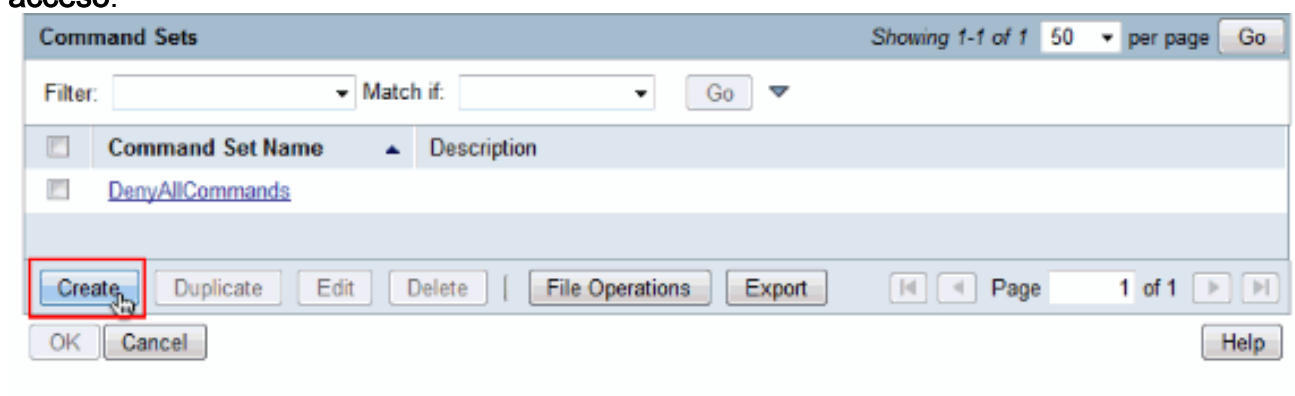 acceso.
Command Sets Showing 1-1 of 1 50 per page Go
Filter: Match if: Go
Command Set Name Description
DenyAllCommands
Create Duplicate Edit Delete | File Operations Export Page 1 of 1
OK Cancel Help